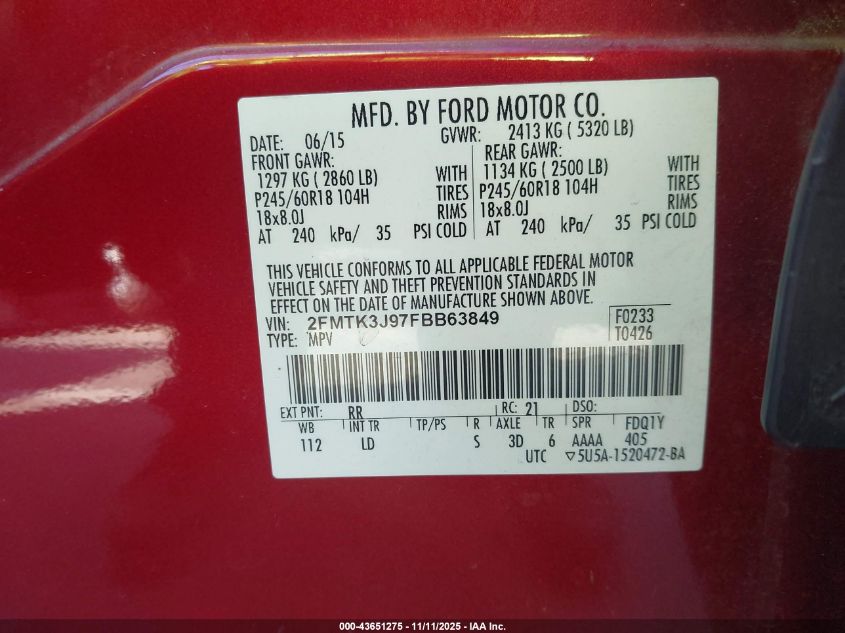 MFD. BY FORD MOTOR CO.
DATE: 06/15 GVWR: 2413 KG ( 5320 LB)
FRONT GAWR: REAR GAWR:
1297 KG ( 2860 LB) WITH 1134 KG ( 2500 LB) WITH
P245/60R18 104H TIRES P245/60R18 104H TIRES
18x8.0J RIMS 18x8.0J RIMS
AT 240 kPa/ 35 PSI COLD AT 240 kPa/ 35 PSI COLD
THIS VEHICLE CONFORMS TO ALL APPLICABLE FEDERAL MOTOR
VEHICLE SAFETY AND THEFT PREVENTION STANDARDS IN
EFFECT ON THE DATE OF MANUFACTURE SHOWN ABOVE.
VIN: 2FMTK3J97FBB63849 F0233
TYPE: MPV T0426
EXT PNT: RR RC: 21 DSO:
WB INT TR TP/PS R AXLE TR SPR FDQ1Y
112 LD S 3D 6 AAAA 405
UTC ▽5U5A-1520472-BA
000-43651275 - 11/11/2025 - IAA Inc.